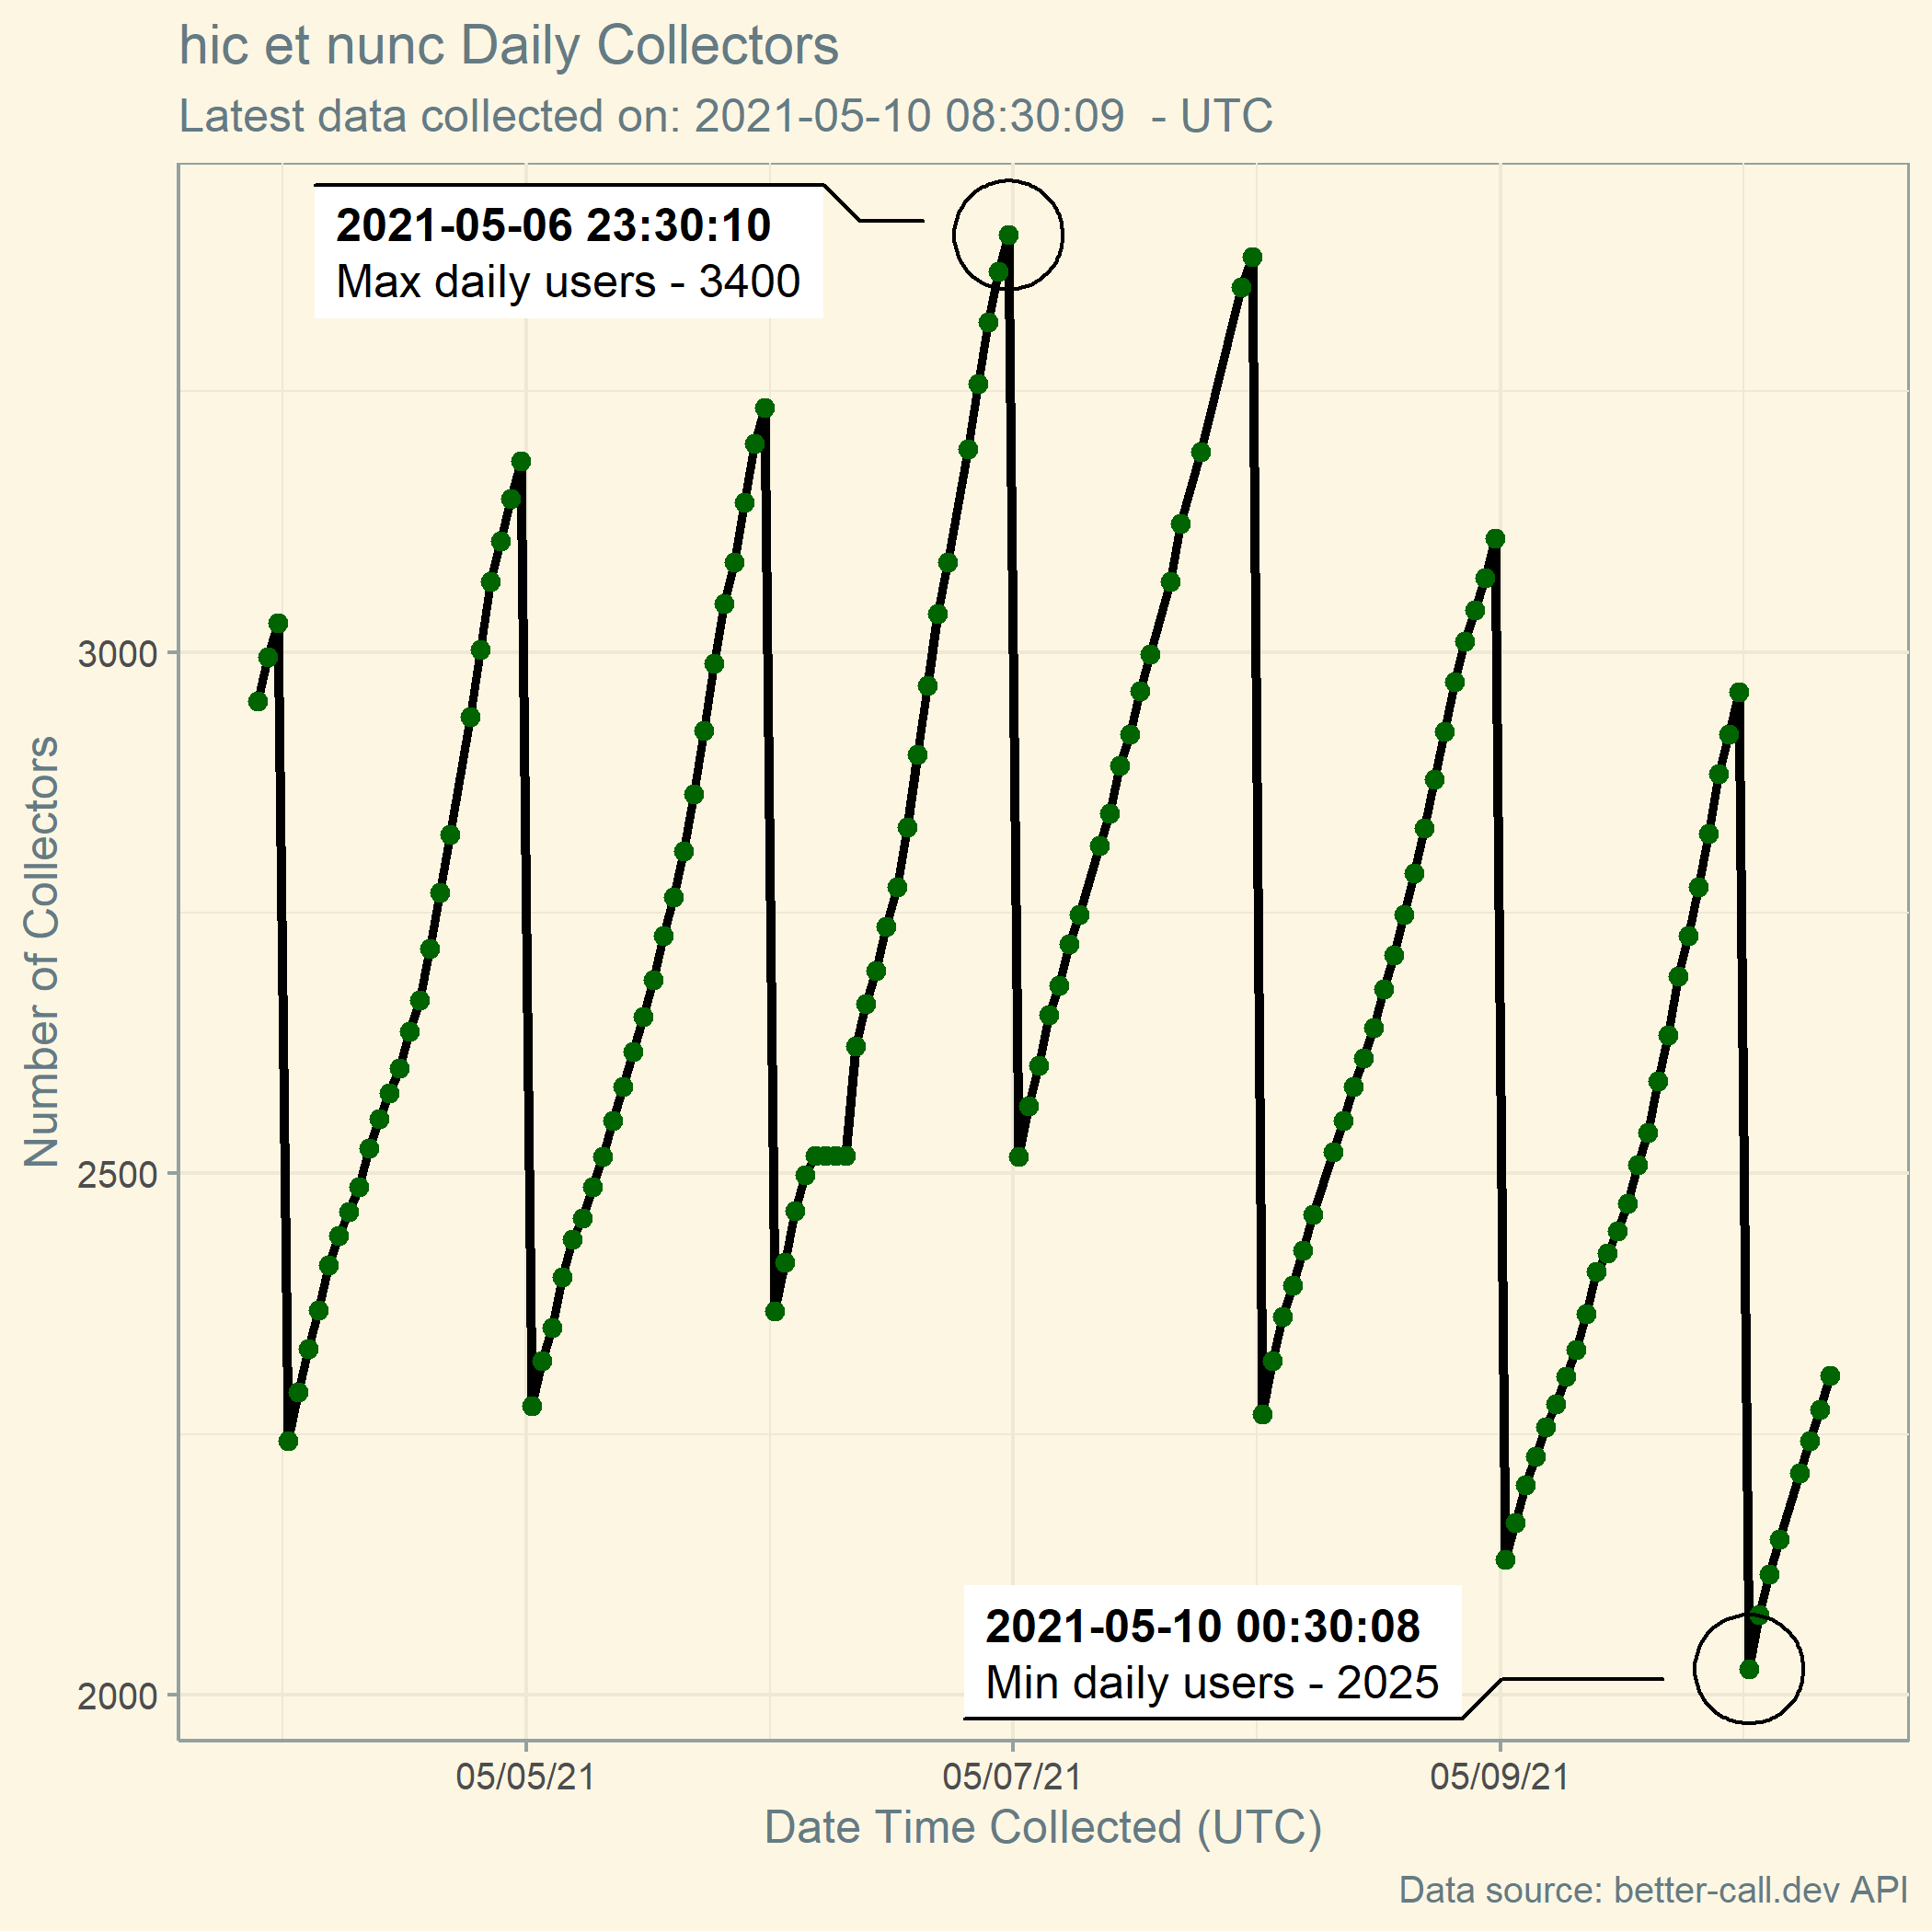 hic et nunc Daily Collectors
Latest data collected on: 2021-05-10 08:30:09  - UTC
2021-05-06 23:30:10
Max daily users - 3400
Number of Collectors
3000
2500
2000
2021-05-10 00:30:08
Min daily users - 2025
05/05/21
05/07/21
05/09/21
Date Time Collected (UTC)
Data source: better-call.dev API